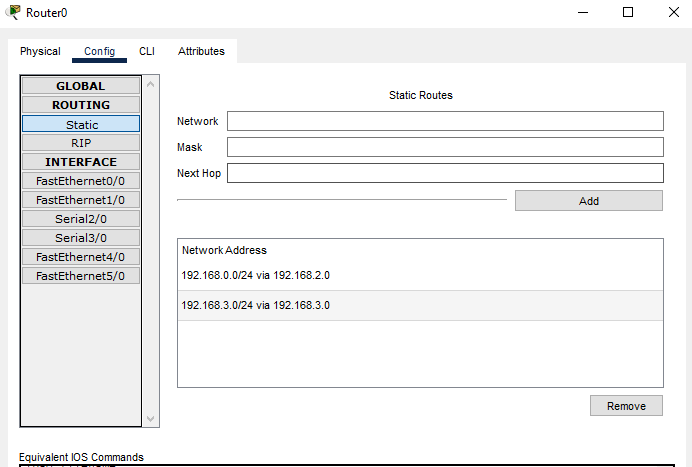 Router0
Physical Config CLI Attributes
GLOBAL
ROUTING
Static
RIP
INTERFACE
FastEthernet0/0
FastEthernet1/0
Serial2/0
Serial3/0
FastEthernet4/0
FastEthernet5/0
Static Routes
Network
Mask
Next Hop
Add
Network Address
192.168.0.0/24 via 192.168.2.0
192.168.3.0/24 via 192.168.3.0
Remove
Equivalent IOS Commands